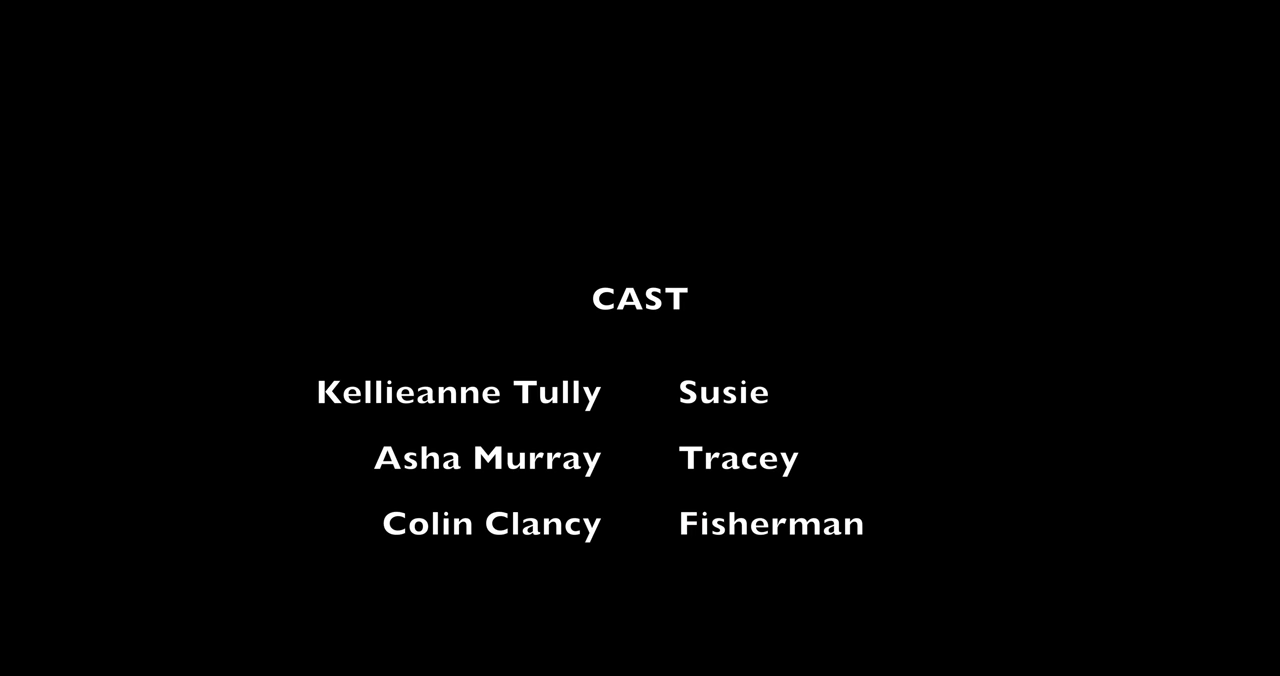 CAST
Kellieanne Tully Susie
Asha Murray Tracey
Colin Clancy Fisherman